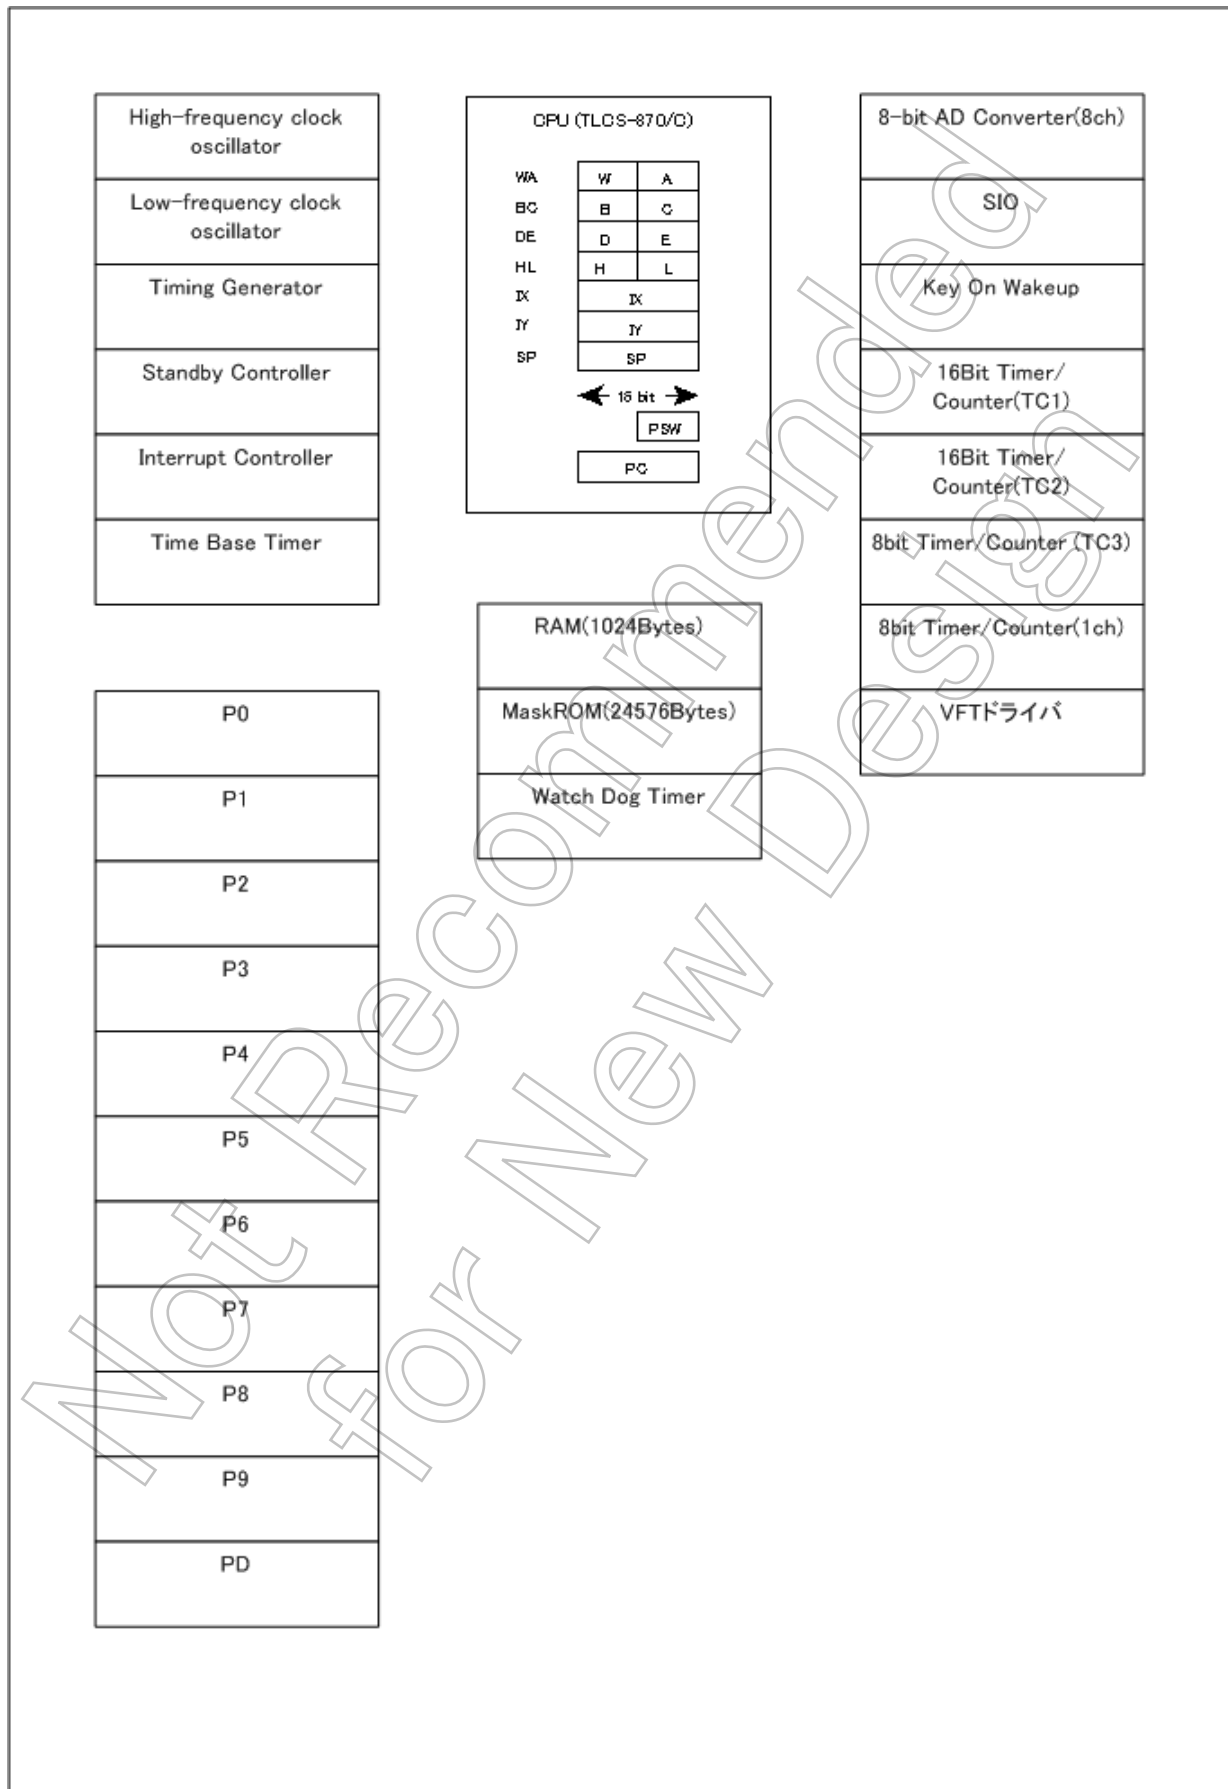 High-frequency clock
oscillator
Low-frequency clock
oscillator
Timing Generator
Standby Controller
Interrupt Controller
Time Base Timer
P0
P1
P2
P3
P4
P5
P6
P7
P8
P9
PD
CPU (TLCS-870/C)
WA W A
BC B C
DE D E
HL H L
IX IX
IY IY
SP SP
16 bit
PSW
PC
RAM(1024Bytes)
MaskROM(24576Bytes)
Watch Dog Timer
8-bit AD Converter(8ch)
SIO
Key On Wakeup
16Bit Timer/
Counter(TC1)
16Bit Timer/
Counter(TC2)
8bit Timer/Counter (TC3)
8bit Timer/Counter(1ch)
VFTドライバ
Not Recommended
for New Design